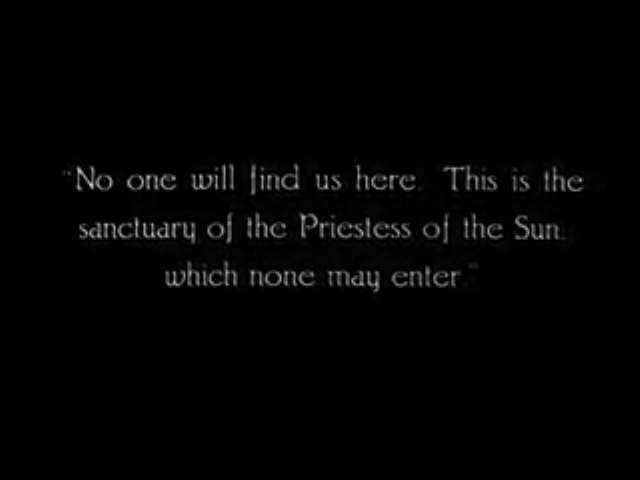 "No one will find us here. This is the
sanctuary of the Priestess of the Sun,
which none may enter."